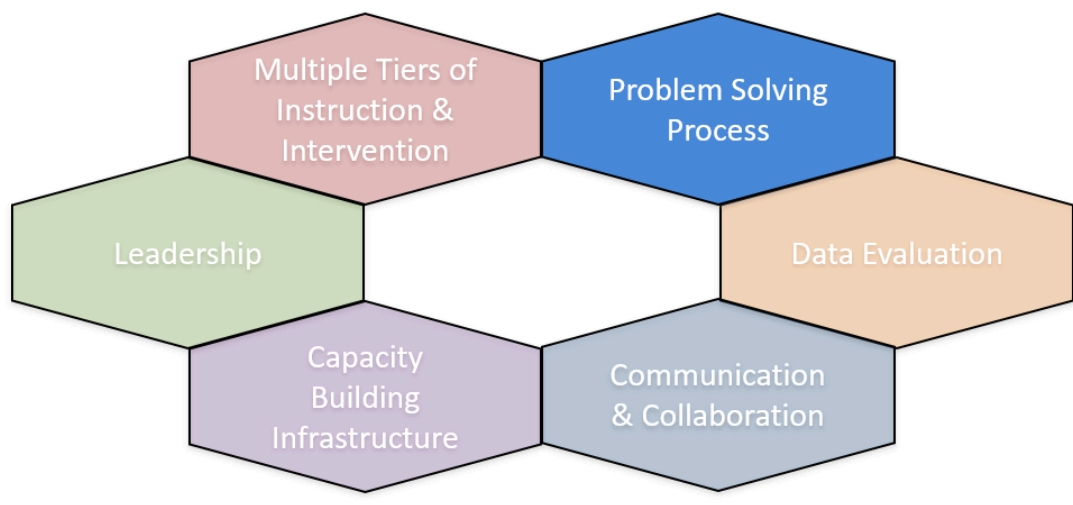 Multiple Tiers of
Instruction &
Intervention
Problem Solving
Process
Leadership
Data Evaluation
Capacity
Building
Infrastructure
Communication
& Collaboration